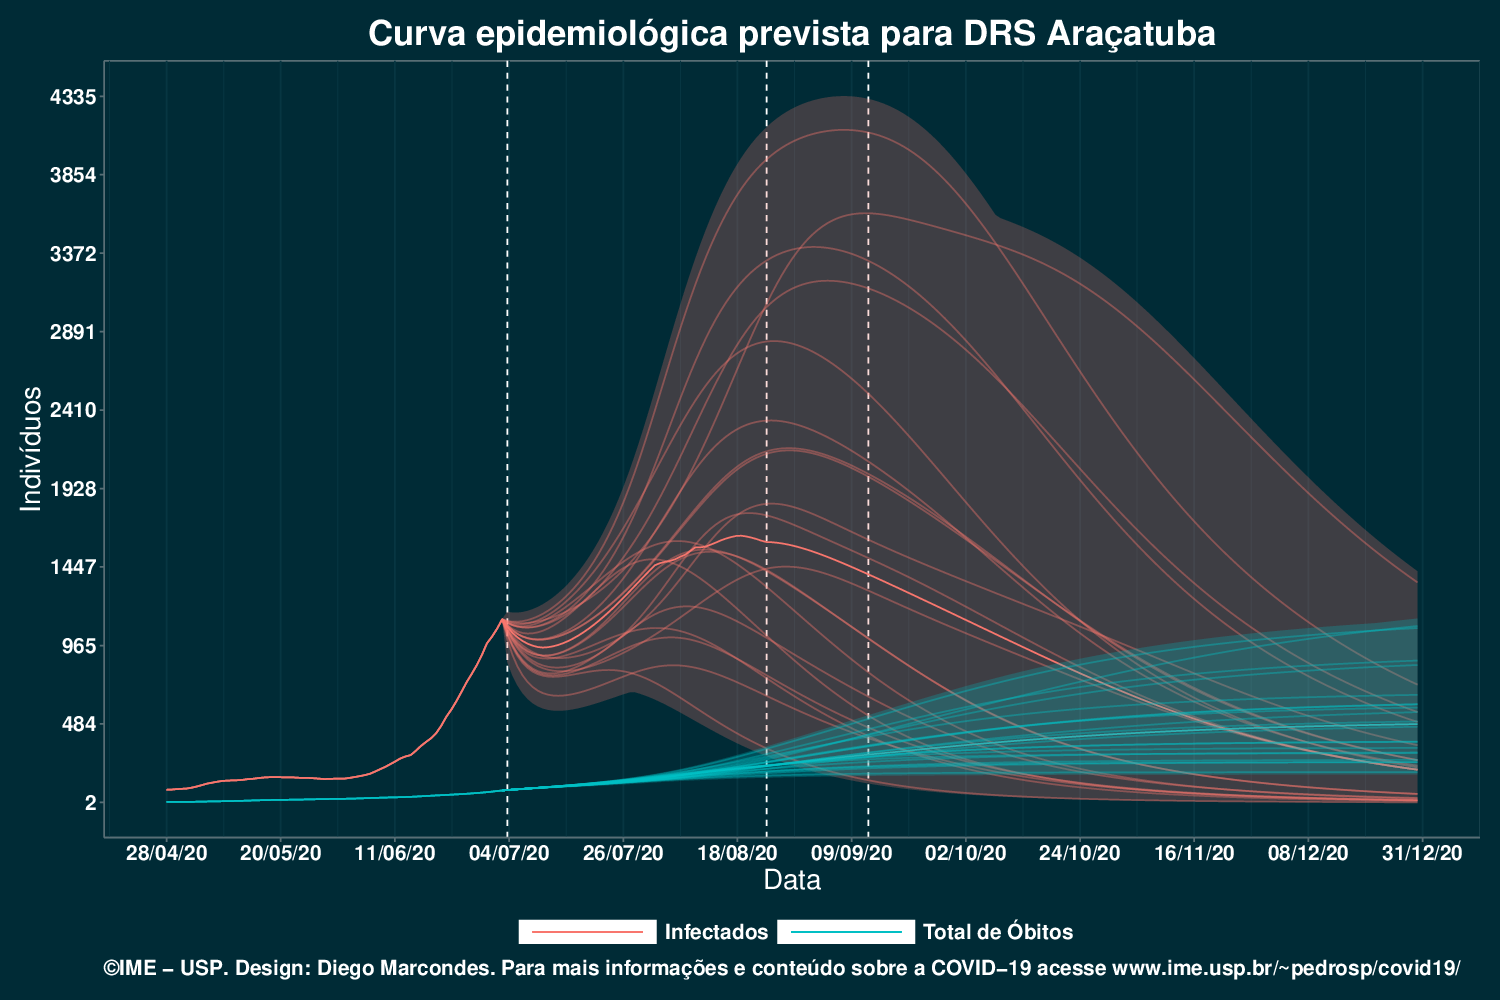 Curva epidemiológica prevista para DRS Araçatuba
4335
3854
3372
2891
2410
1928
1447
965
484
2
Indivíduos
28/04/20 20/05/20 11/06/20 04/07/20 26/07/20 18/08/20 09/09/20 02/10/20 24/10/20 16/11/20 08/12/20 31/12/20
Data
Infectados Total de Óbitos
©IME − USP. Design: Diego Marcondes. Para mais informações e conteúdo sobre a COVID−19 acesse www.ime.usp.br/~pedrosp/covid19/